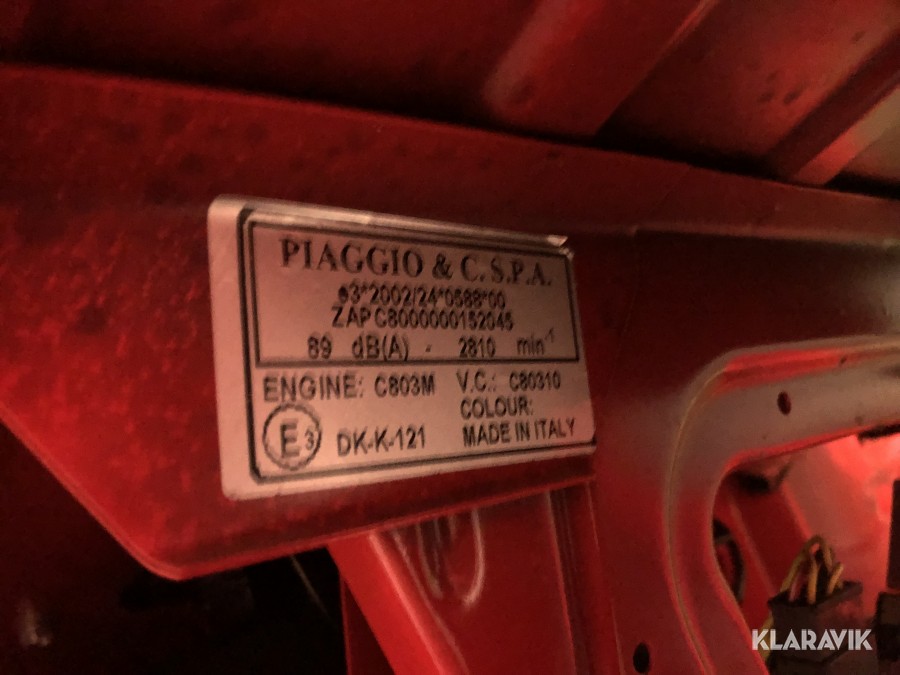 PIAGGIO & C. S.P.A.
e3*2002/24*0588*00
ZAPC8000000152045
89 dB(A) - 2810 min-1
ENGINE: C803M V.C.: C80310
COLOUR:
E3 DK-K-121 MADE IN ITALY
KLARAVIK